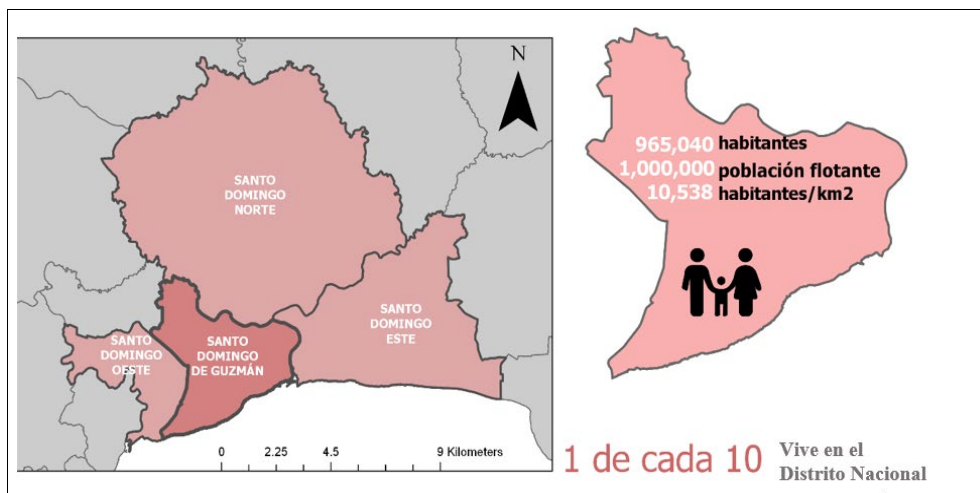 N
SANTO
DOMINGO
NORTE
SANTO
DOMINGO
ESTE
SANTO
DOMINGO
OESTE
SANTO
DOMINGO
DE GUZMÁN
0 2.25 4.5 9 Kilometers
965,040 habitantes
1,000,000 población flotante
10,538 habitantes/km2
1 de cada 10
Vive en el
Distrito Nacional